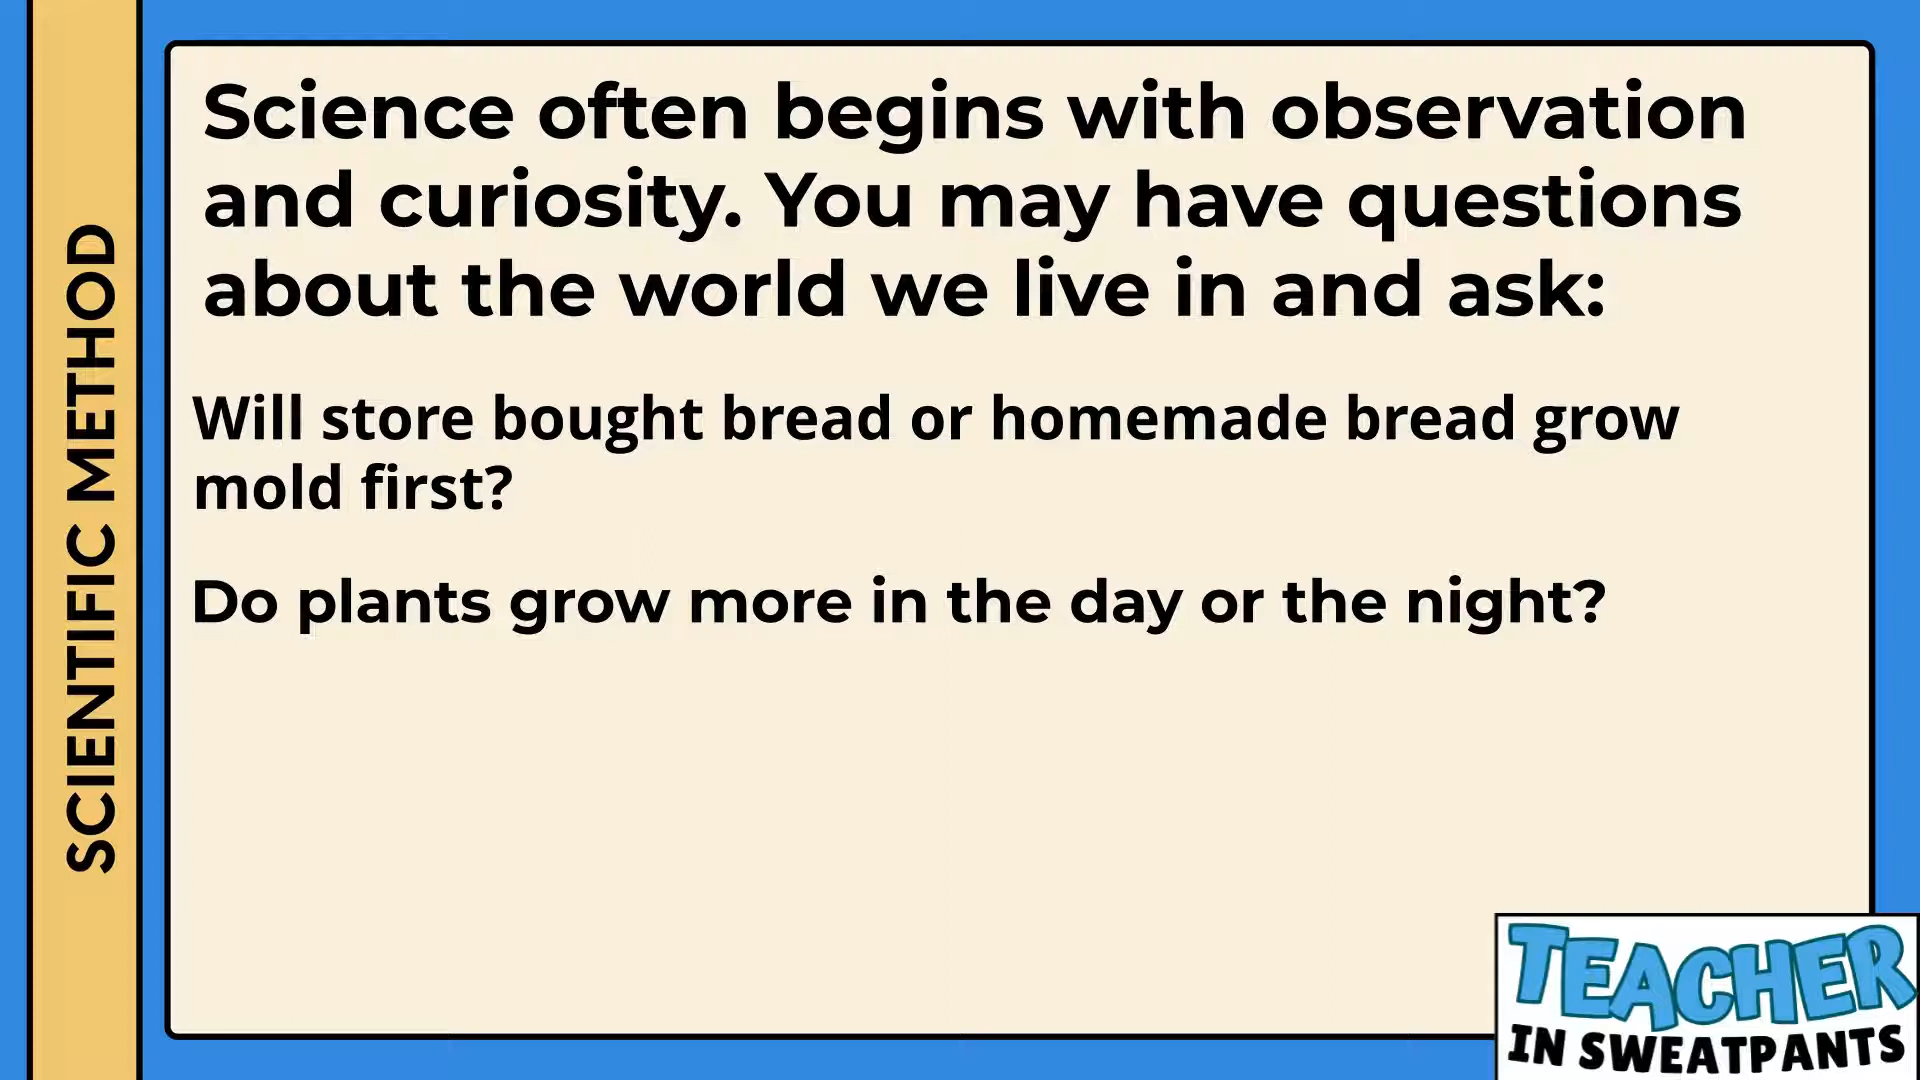 SCIENTIFIC METHOD
Science often begins with observation
and curiosity. You may have questions
about the world we live in and ask:
Will store bought bread or homemade bread grow
mold first?
Do plants grow more in the day or the night?
TEACHER
IN SWEATPANTS